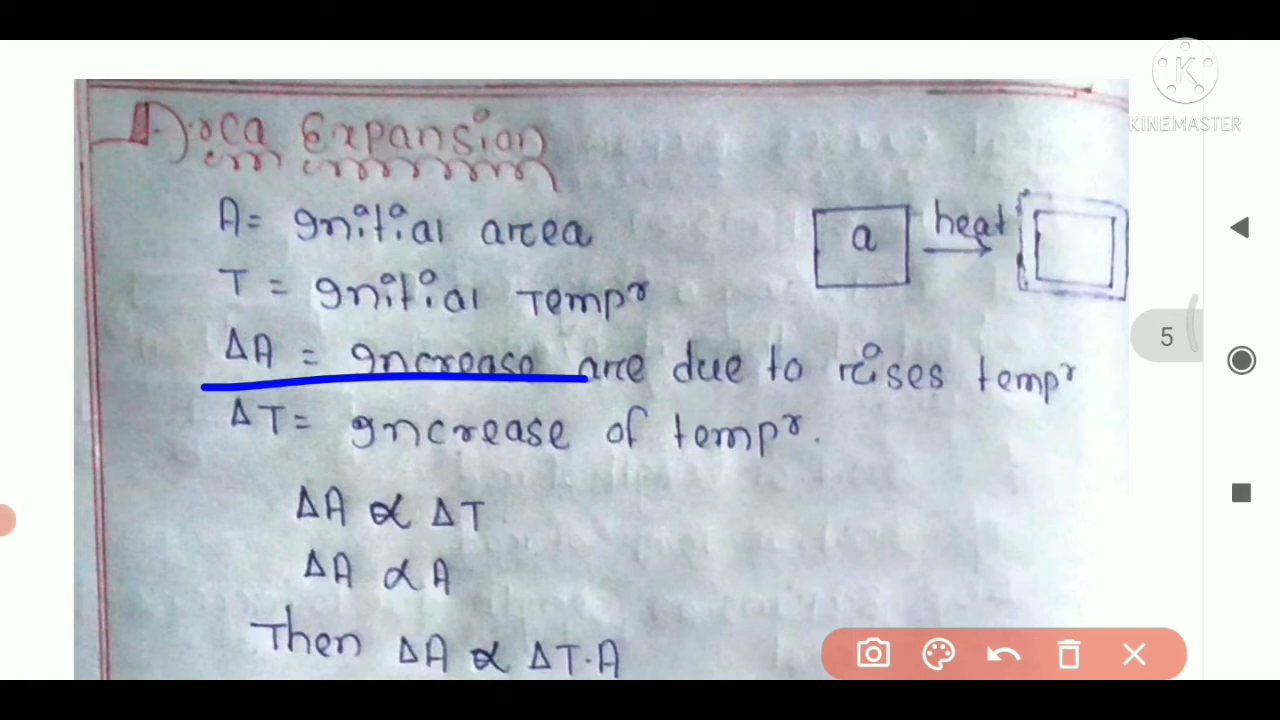 KINEMASTER
Area Expansion
A = Initial area
a heat
T = Initial Tempr
ΔA = Increase are due to rises tempr
5
ΔT = Increase of tempr.
ΔA ∝ ΔT
ΔA ∝ A
Then ΔA ∝ ΔT·A